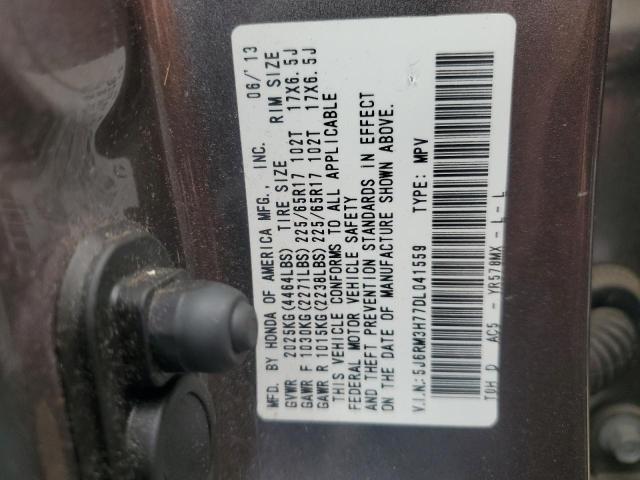 MFD. BY HONDA OF AMERICA MFG., INC. 06/'13
GVWR 2025KG(4464LBS) TIRE SIZE RIM SIZE
GAWR F 1030KG(2271LBS) 225/65R17 102T 17X6.5J
GAWR R 1015KG(2238LBS) 225/65R17 102T 17X6.5J
THIS VEHICLE CONFORMS TO ALL APPLICABLE
FEDERAL MOTOR VEHICLE SAFETY
AND THEFT PREVENTION STANDARDS IN EFFECT
ON THE DATE OF MANUFACTURE SHOWN ABOVE.
V.I.N.:5J6RM3H77DL041559 TYPE: MPV
T0H D AC5 - YR578MX - L - L